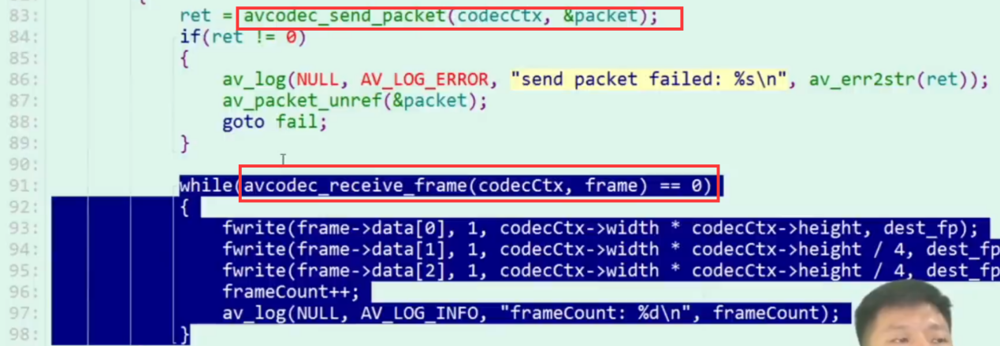 83: ret = avcodec_send_packet(codecCtx, &packet);
84: if(ret != 0)
85: {
86: av_log(NULL, AV_LOG_ERROR, "send packet failed: %s\n", av_err2str(ret));
87: av_packet_unref(&packet);
88: goto fail;
89: }
90:
91: while(avcodec_receive_frame(codecCtx, frame) == 0)
92: {
93: fwrite(frame->data[0], 1, codecCtx->width * codecCtx->height, dest_fp);
94: fwrite(frame->data[1], 1, codecCtx->width * codecCtx->height / 4, dest_fp
95: fwrite(frame->data[2], 1, codecCtx->width * codecCtx->height / 4, dest_fp
96: frameCount++;
97: av_log(NULL, AV_LOG_INFO, "frameCount: %d\n", frameCount);
98: }